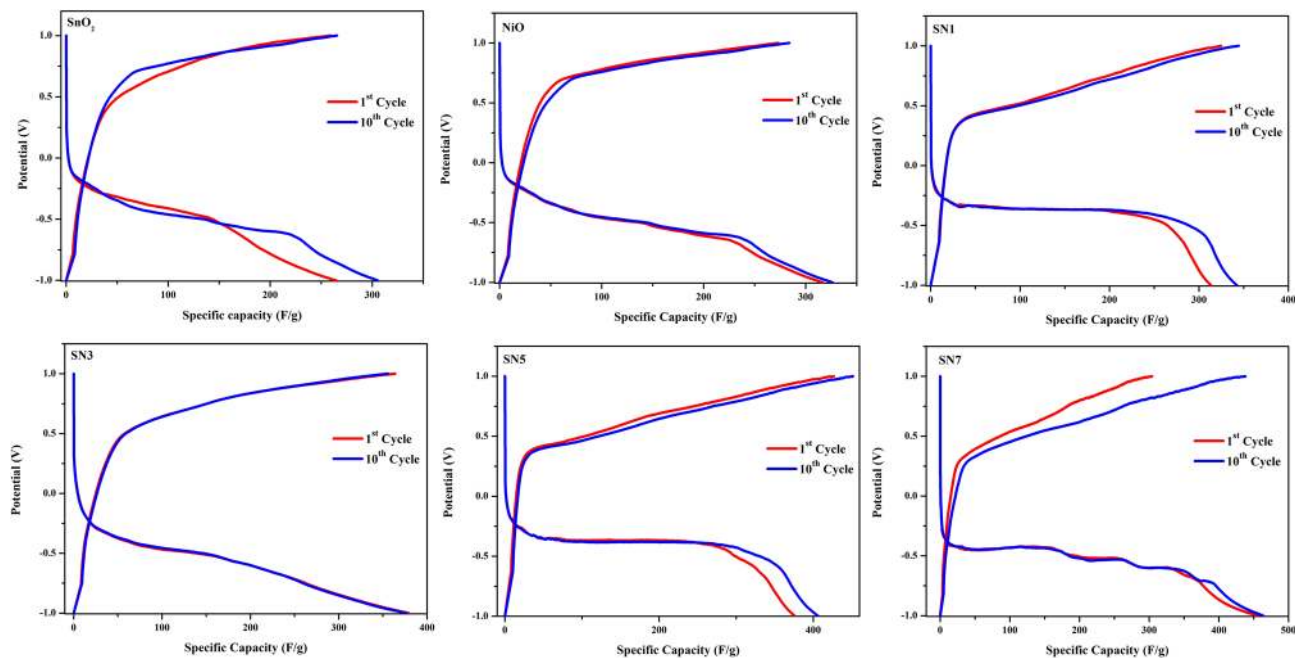 SnO₂
1.0
0.5
0.0
-0.5
-1.0
Potential (V)
1st Cycle
10th Cycle
0 100 200 300
Specific capacity (F/g)
NiO
1.0
0.5
0.0
-0.5
-1.0
Potential (V)
1st Cycle
10th Cycle
0 100 200 300
Specific Capacity (F/g)
SN1
1.0
0.5
0.0
-0.5
-1.0
Potential (V)
1st Cycle
10th Cycle
0 100 200 300 400
Specific Capacity (F/g)
SN3
1.0
0.5
0.0
-0.5
-1.0
Potential (V)
1st Cycle
10th Cycle
0 100 200 300 400
Specific Capacity (F/g)
SN5
1.0
0.5
0.0
-0.5
-1.0
Potential (V)
1st Cycle
10th Cycle
0 200 400
Specific Capacity (F/g)
SN7
1.0
0.5
0.0
-0.5
-1.0
Potential (V)
1st Cycle
10th Cycle
0 100 200 300 400 500
Specific Capacity (F/g)